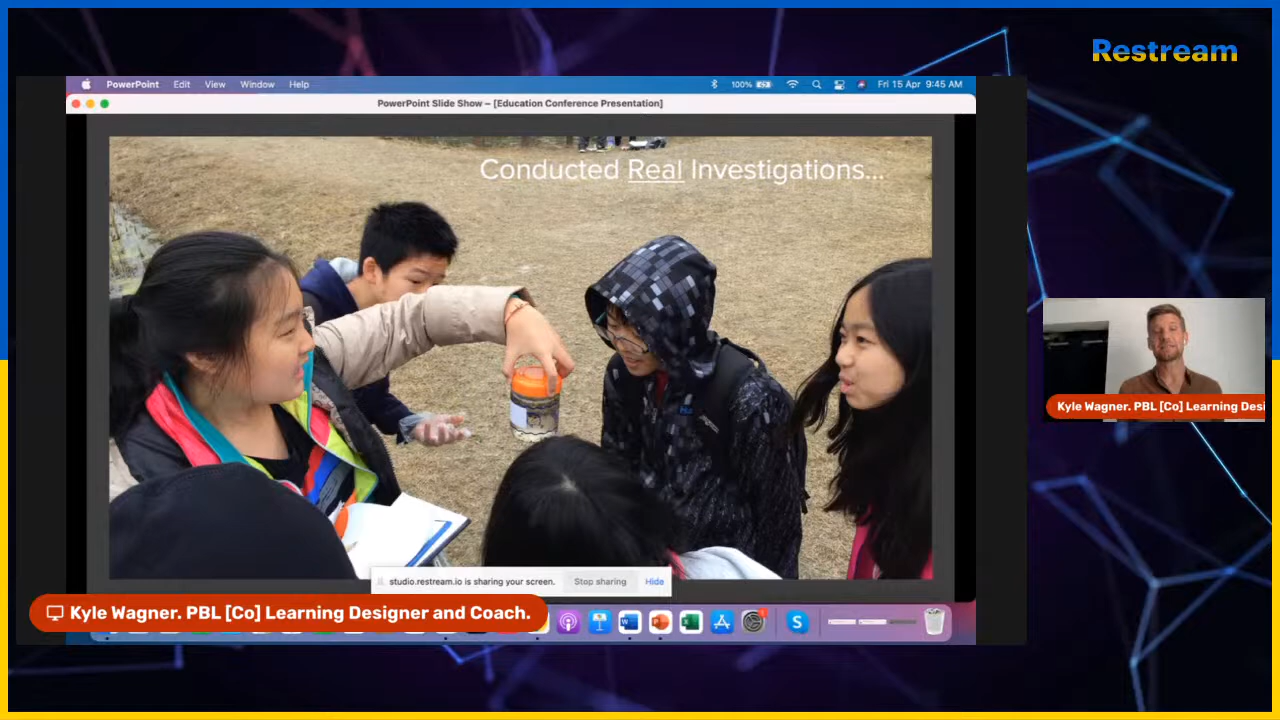 Restream
PowerPoint Edit View Window Help 100% Fri 15 Apr 9:45 AM
PowerPoint Slide Show – [Education Conference Presentation]
Conducted Real Investigations...
Kyle Wagner. PBL [Co] Learning Desi
studio.restream.io is sharing your screen. Stop sharing Hide
Kyle Wagner. PBL [Co] Learning Designer and Coach.